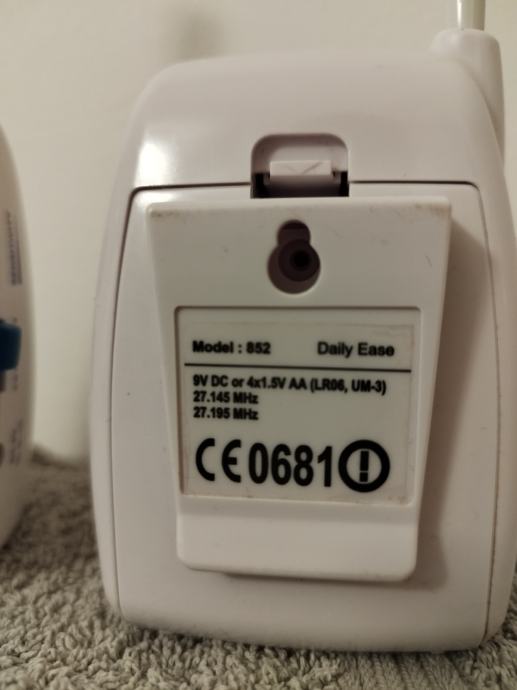 Model : 852 Daily Ease
9V DC or 4x1.5V AA (LR06, UM-3)
27.145 MHz
27.195 MHz
CE0681